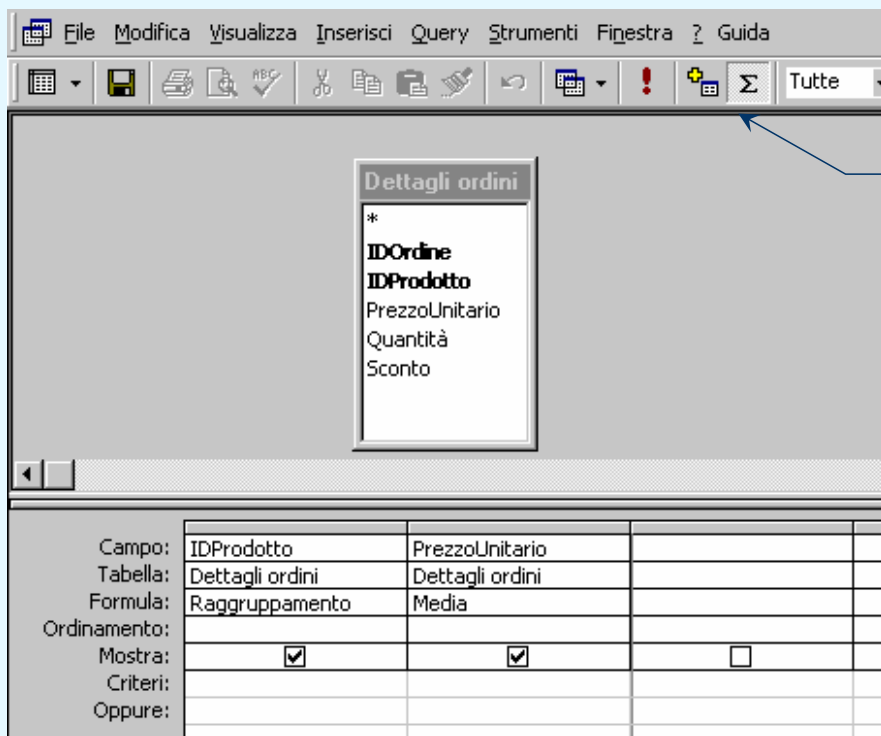 File Modifica Visualizza Inserisci Query Strumenti Finestra ? Guida
ABC Σ Tutte
Dettagli ordini
*
IDOrdine
IDProdotto
PrezzoUnitario
Quantità
Sconto
Campo: IDProdotto PrezzoUnitario
Tabella: Dettagli ordini Dettagli ordini
Formula: Raggruppamento Media
Ordinamento:
Mostra:
Criteri:
Oppure: